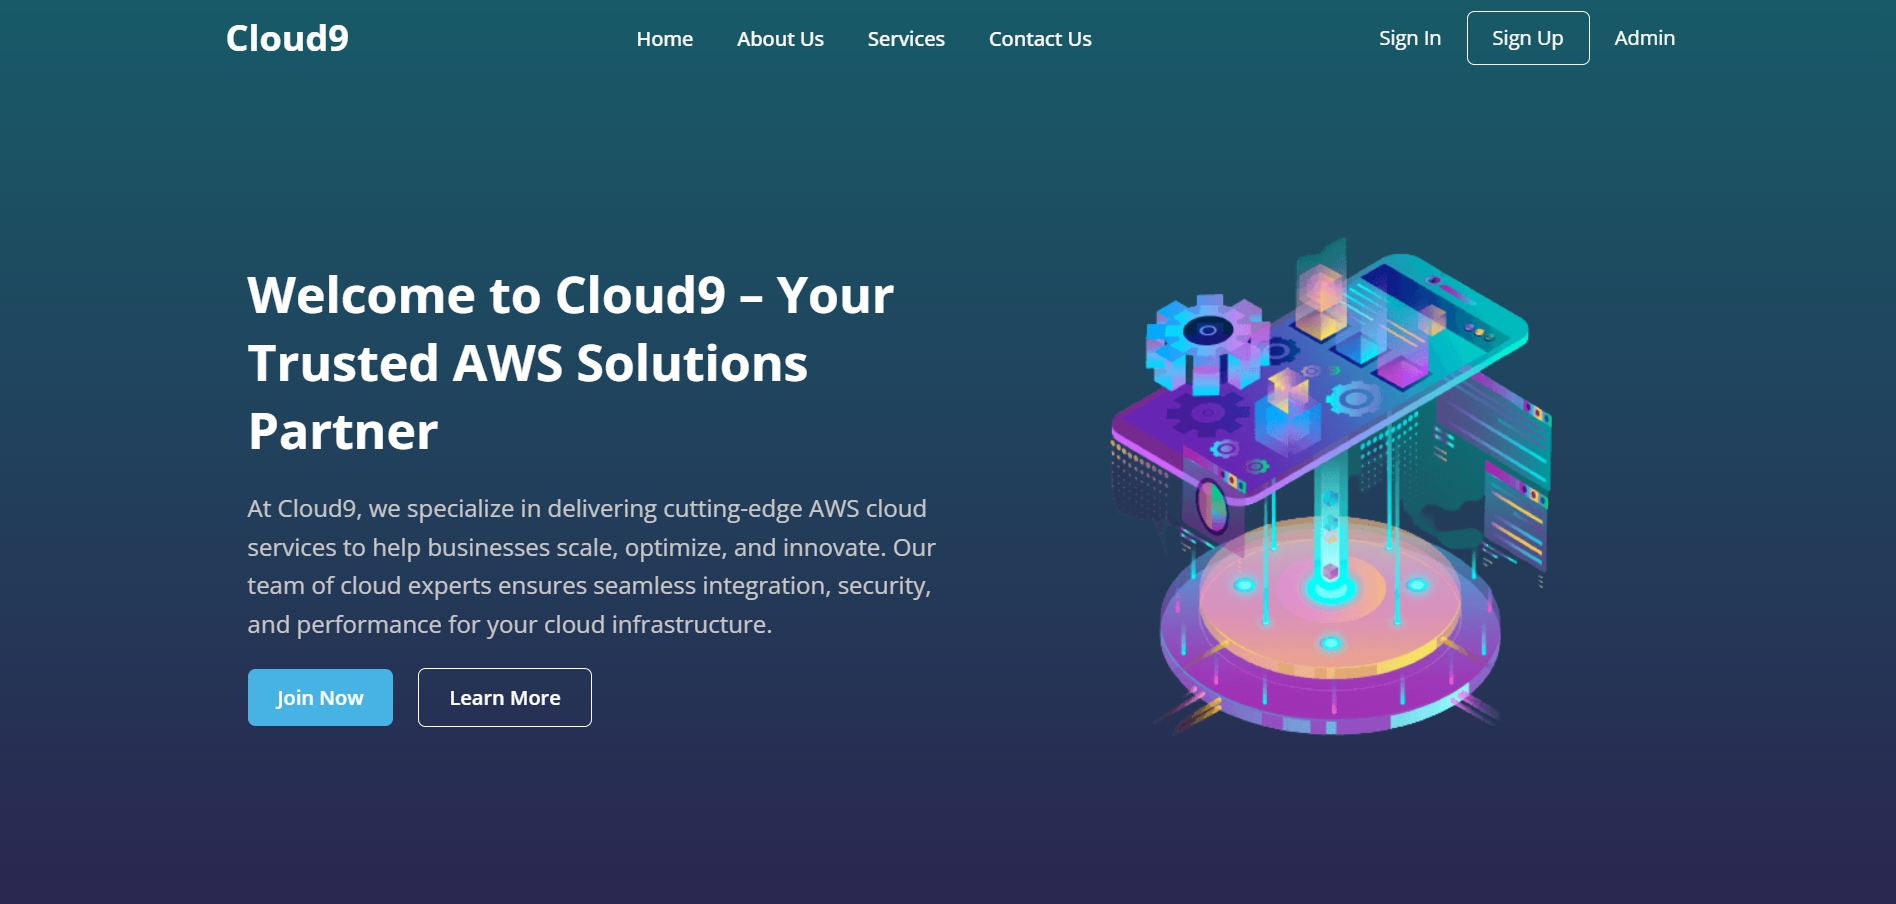 Cloud9
Home About Us Services Contact Us
Sign In Sign Up Admin
Welcome to Cloud9 – Your
Trusted AWS Solutions
Partner
At Cloud9, we specialize in delivering cutting-edge AWS cloud
services to help businesses scale, optimize, and innovate. Our
team of cloud experts ensures seamless integration, security,
and performance for your cloud infrastructure.
Join Now Learn More